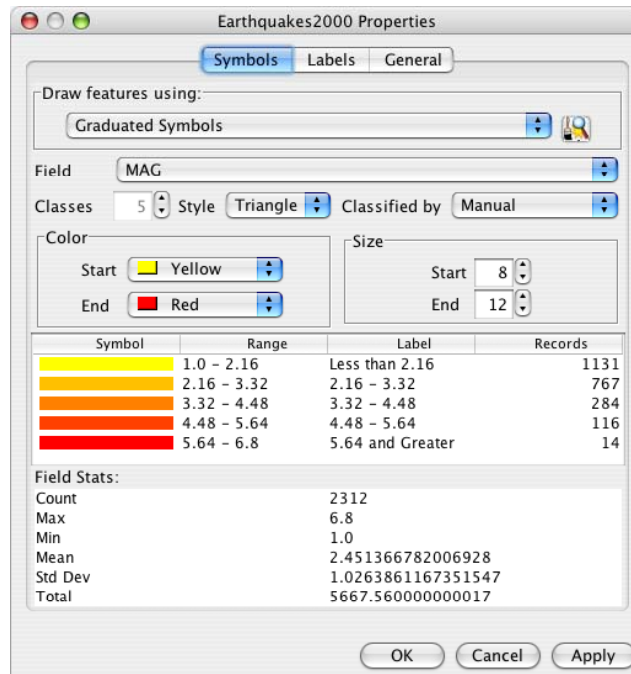 Earthquakes2000 Properties
Symbols Labels General
Draw features using:
Graduated Symbols
Field MAG
Classes 5 Style Triangle Classified by Manual
Color
Start Yellow
End Red
Size
Start 8
End 12
Symbol Range Label Records
1.0 - 2.16 Less than 2.16 1131
2.16 - 3.32 2.16 - 3.32 767
3.32 - 4.48 3.32 - 4.48 284
4.48 - 5.64 4.48 - 5.64 116
5.64 - 6.8 5.64 and Greater 14
Field Stats:
Count 2312
Max 6.8
Min 1.0
Mean 2.451366782006928
Std Dev 1.0263861167351547
Total 5667.560000000017
OK Cancel Apply